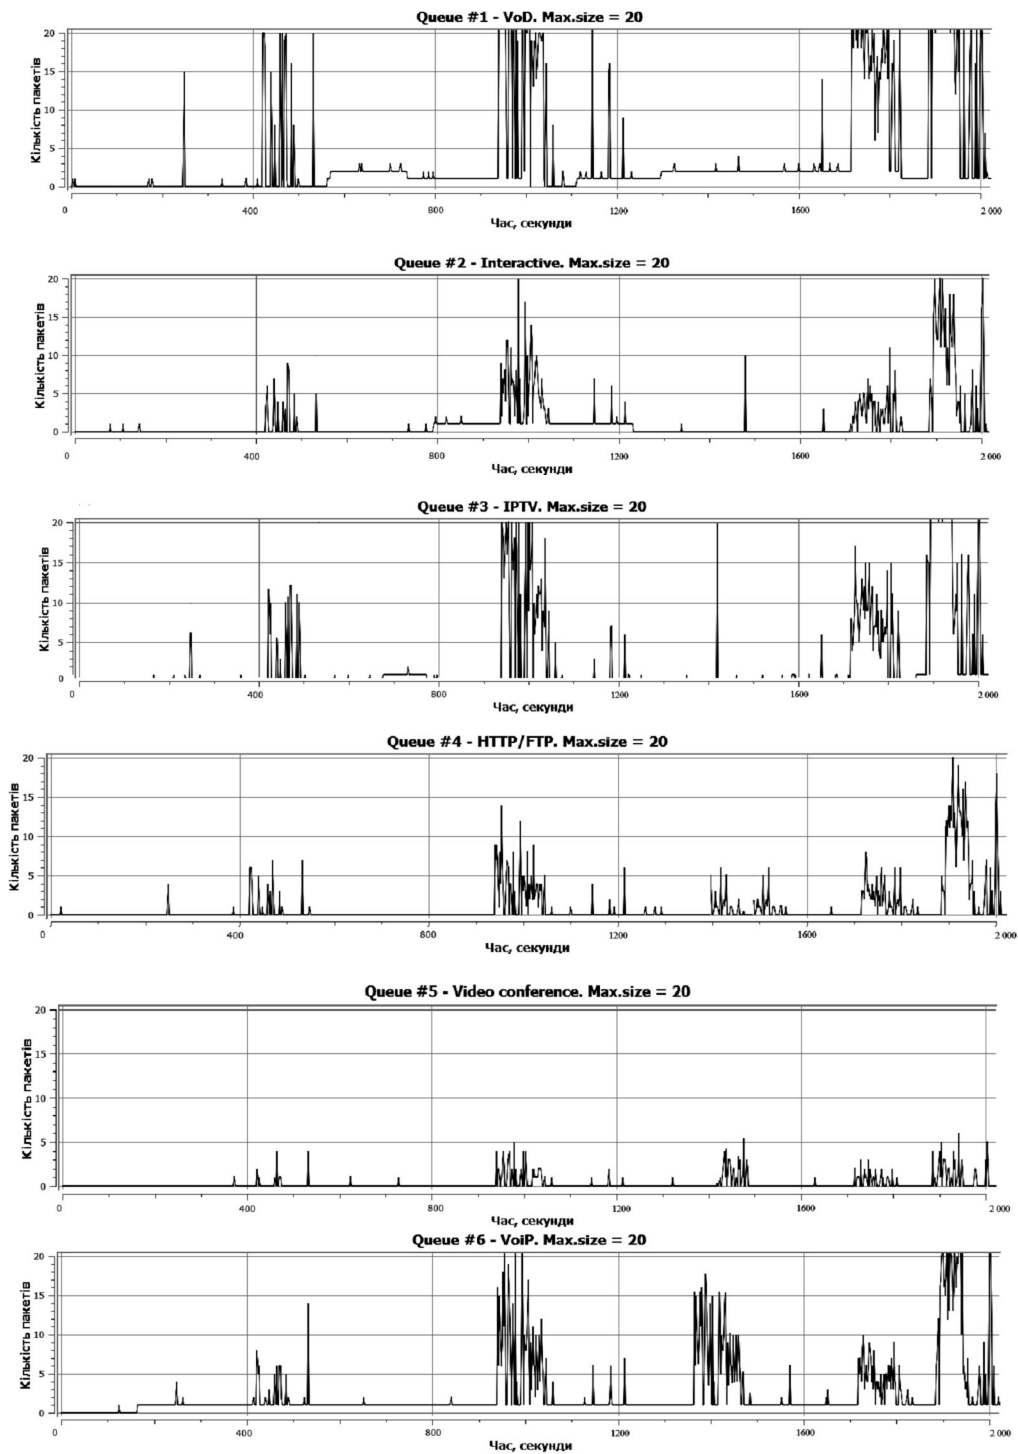 Queue #1 - VoD. Max.size = 20
Кількість пакетів
20
15
10
5
0
0 400 800 1200 1600 2 000
Час, секунди
Queue #2 - Interactive. Max.size = 20
Кількість пакетів
20
15
10
5
0
0 400 800 1200 1600 2 000
Час, секунди
Queue #3 - IPTV. Max.size = 20
Кількість пакетів
20
15
10
5
0
0 400 800 1200 1600 2 000
Час, секунди
Queue #4 - HTTP/FTP. Max.size = 20
Кількість пакетів
20
15
10
5
0
0 400 800 1200 1600 2 000
Час, секунди
Queue #5 - Video conference. Max.size = 20
Кількість пакетів
20
15
10
5
0
0 400 800 1200 1600 2 000
Час, секунди
Queue #6 - VoiP. Max.size = 20
Кількість пакетів
20
15
10
5
0
0 400 800 1200 1600 2 000
Час, секунди